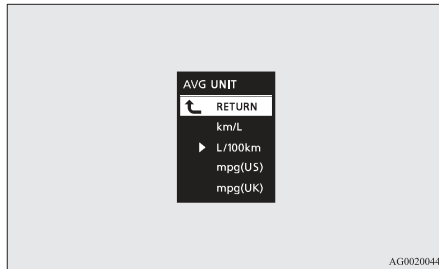 AVG UNIT
RETURN
km/L
L/100km
mpg(US)
mpg(UK)
AG0020044